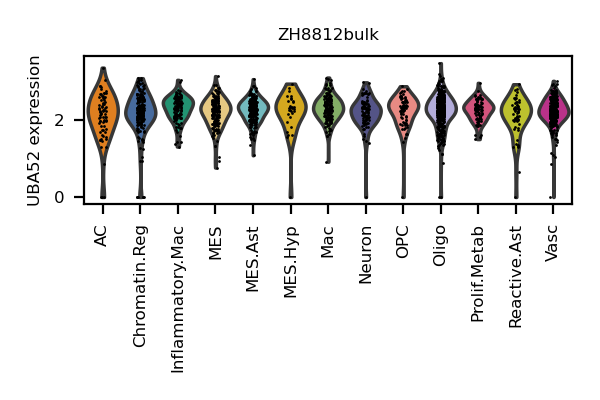 ZH8812bulk
UBA52 expression
2
0
AC
Chromatin.Reg
Inflammatory.Mac
MES
MES.Ast
MES.Hyp
Mac
Neuron
OPC
Oligo
Prolif.Metab
Reactive.Ast
Vasc